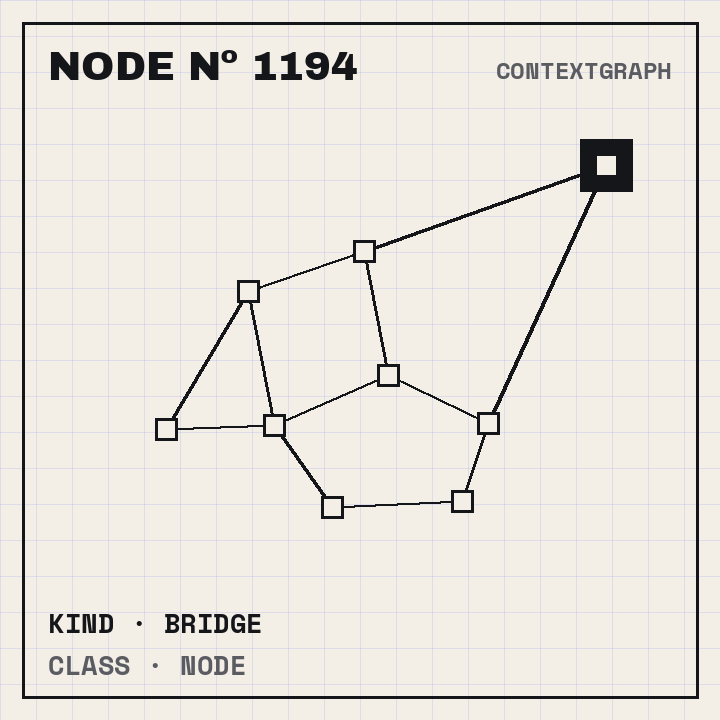 NODE Nº 1194
CONTEXTGRAPH
KIND · BRIDGE
CLASS · NODE